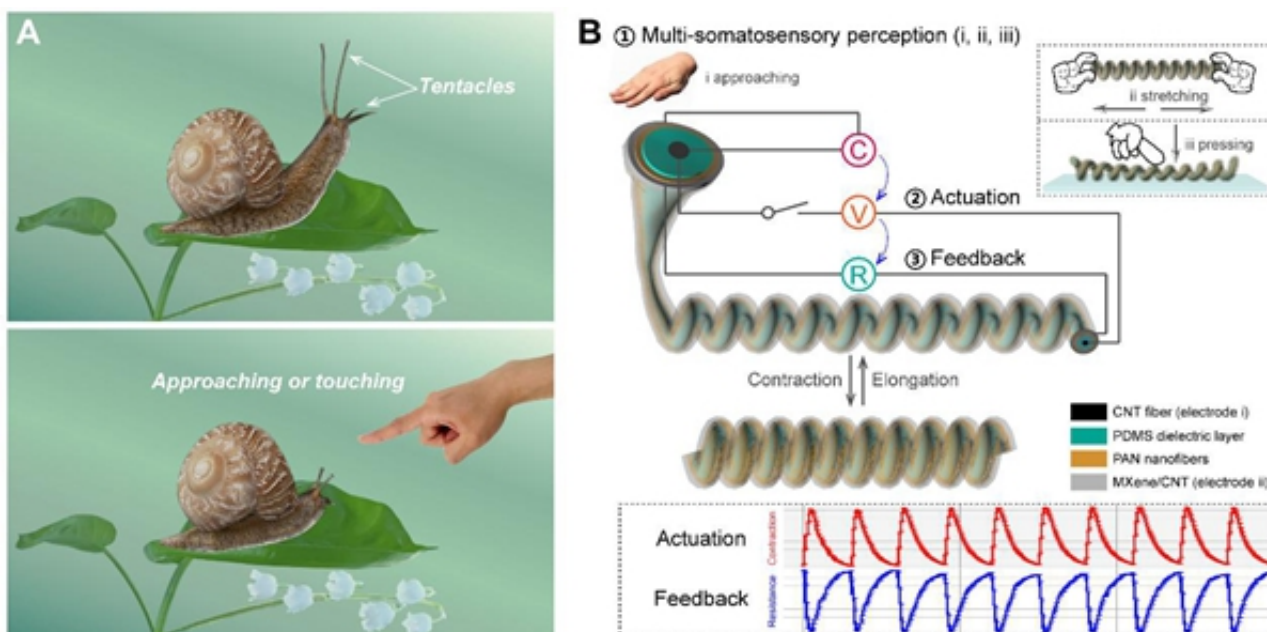 A
Tentacles
Approaching or touching
B
① Multi-somatosensory perception (i, ii, iii)
i approaching
ii stretching
iii pressing
C
V
② Actuation
③ Feedback
R
Contraction
Elongation
CNT fiber (electrode i)
PDMS dielectric layer
PAN nanofibers
MXene/CNT (electrode ii)
Actuation
Contraction
Feedback
Resistance